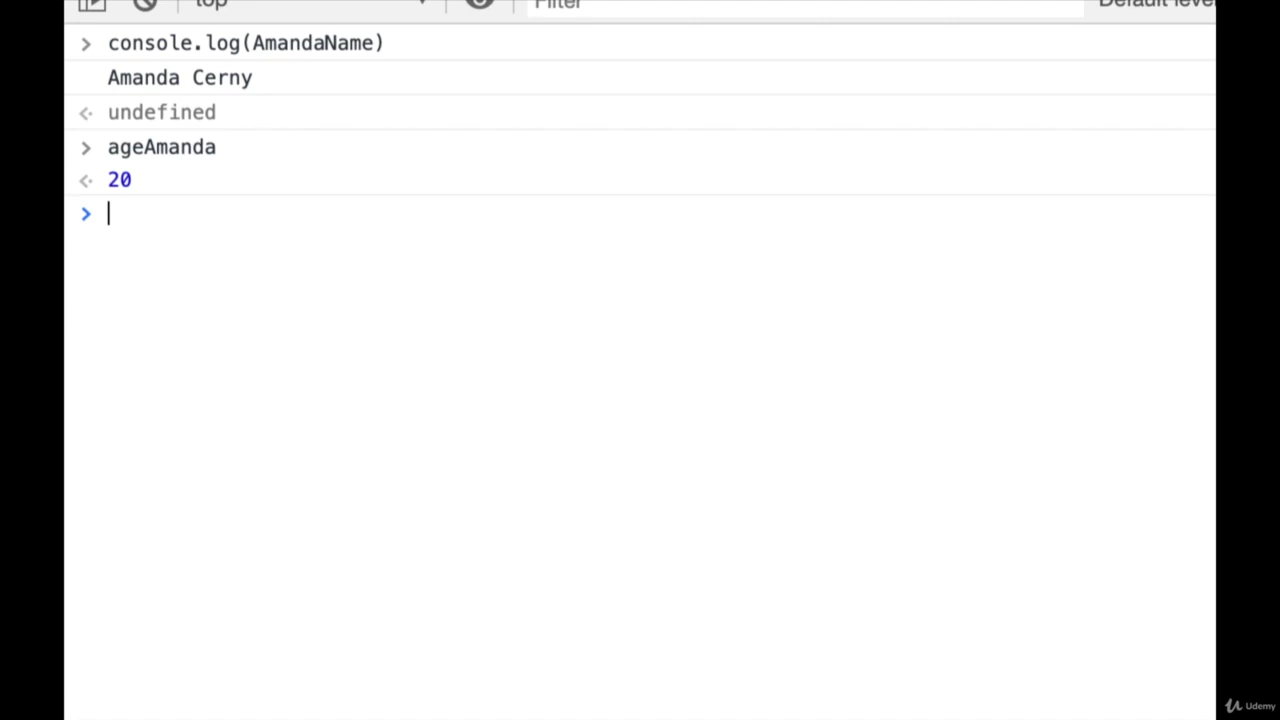 top Filter Default leve
> console.log(AmandaName)
Amanda Cerny
<· undefined
> ageAmanda
<· 20
>
Udemy